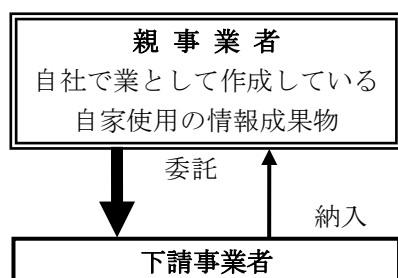 親事業者
自社で業として作成している
自家使用の情報成果物
委託
納入
下請事業者